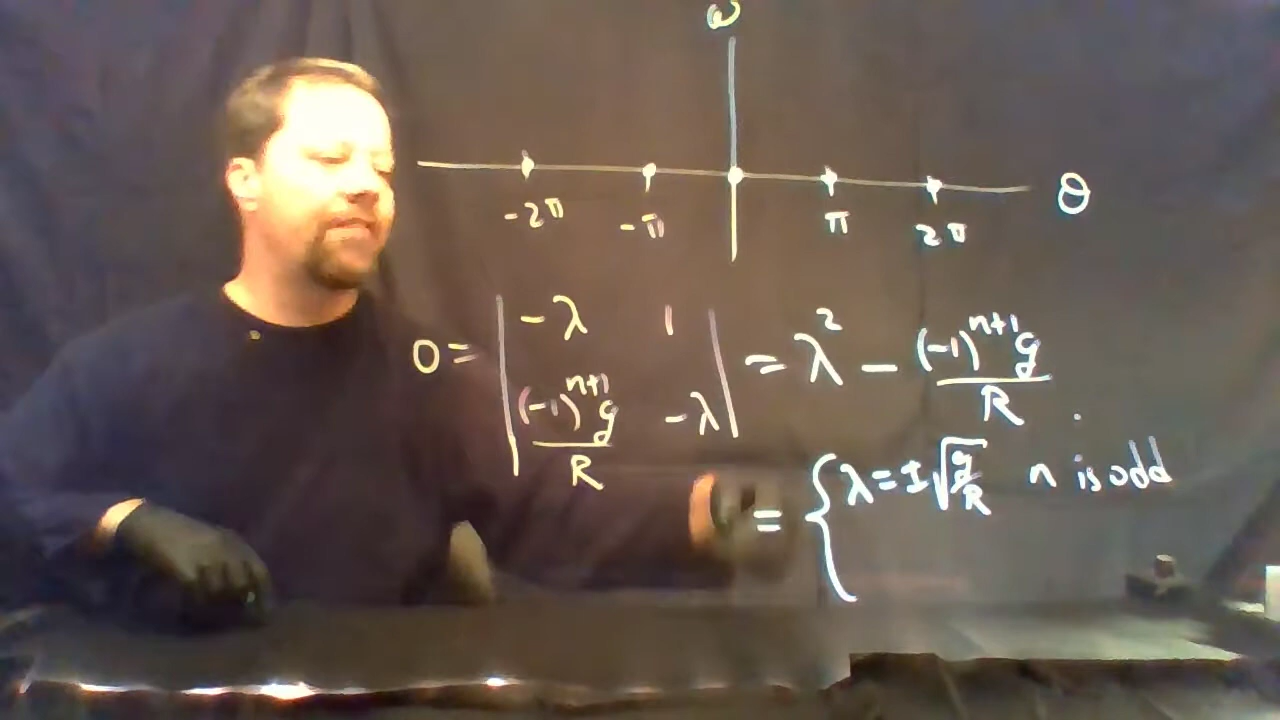 ω
θ
-2π -π π 2π
0 = | -λ 1 ; (-1)^{n+1} g / R -λ | = λ² - (-1)^{n+1} g / R
= { λ = ±√(g/R) n is odd